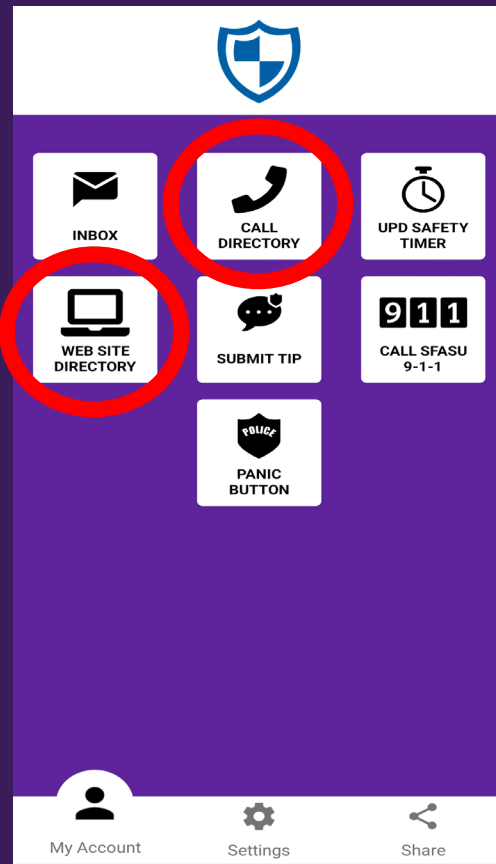 INBOX
CALL
DIRECTORY
UPD SAFETY
TIMER
WEB SITE
DIRECTORY
SUBMIT TIP
911
CALL SFASU
9-1-1
POLICE
PANIC
BUTTON
My Account
Settings
Share